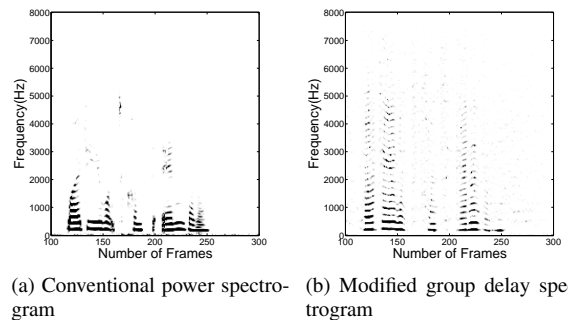 8000
7000
6000
5000
4000
3000
2000
1000
0
Frequency(Hz)
100 150 200 250 300
Number of Frames
8000
7000
6000
5000
4000
3000
2000
1000
0
Frequency(Hz)
100 150 200 250 300
Number of Frames
(a) Conventional power spectro-
gram
(b) Modified group delay spec
trogram